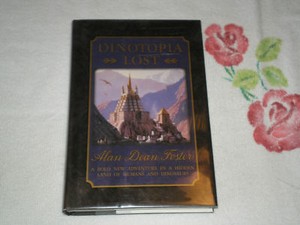 DINOTOPIA
LOST
Alan Dean Foster
A BOLD NEW ADVENTURE IN A HIDDEN
LAND OF HUMANS AND DINOSAURS